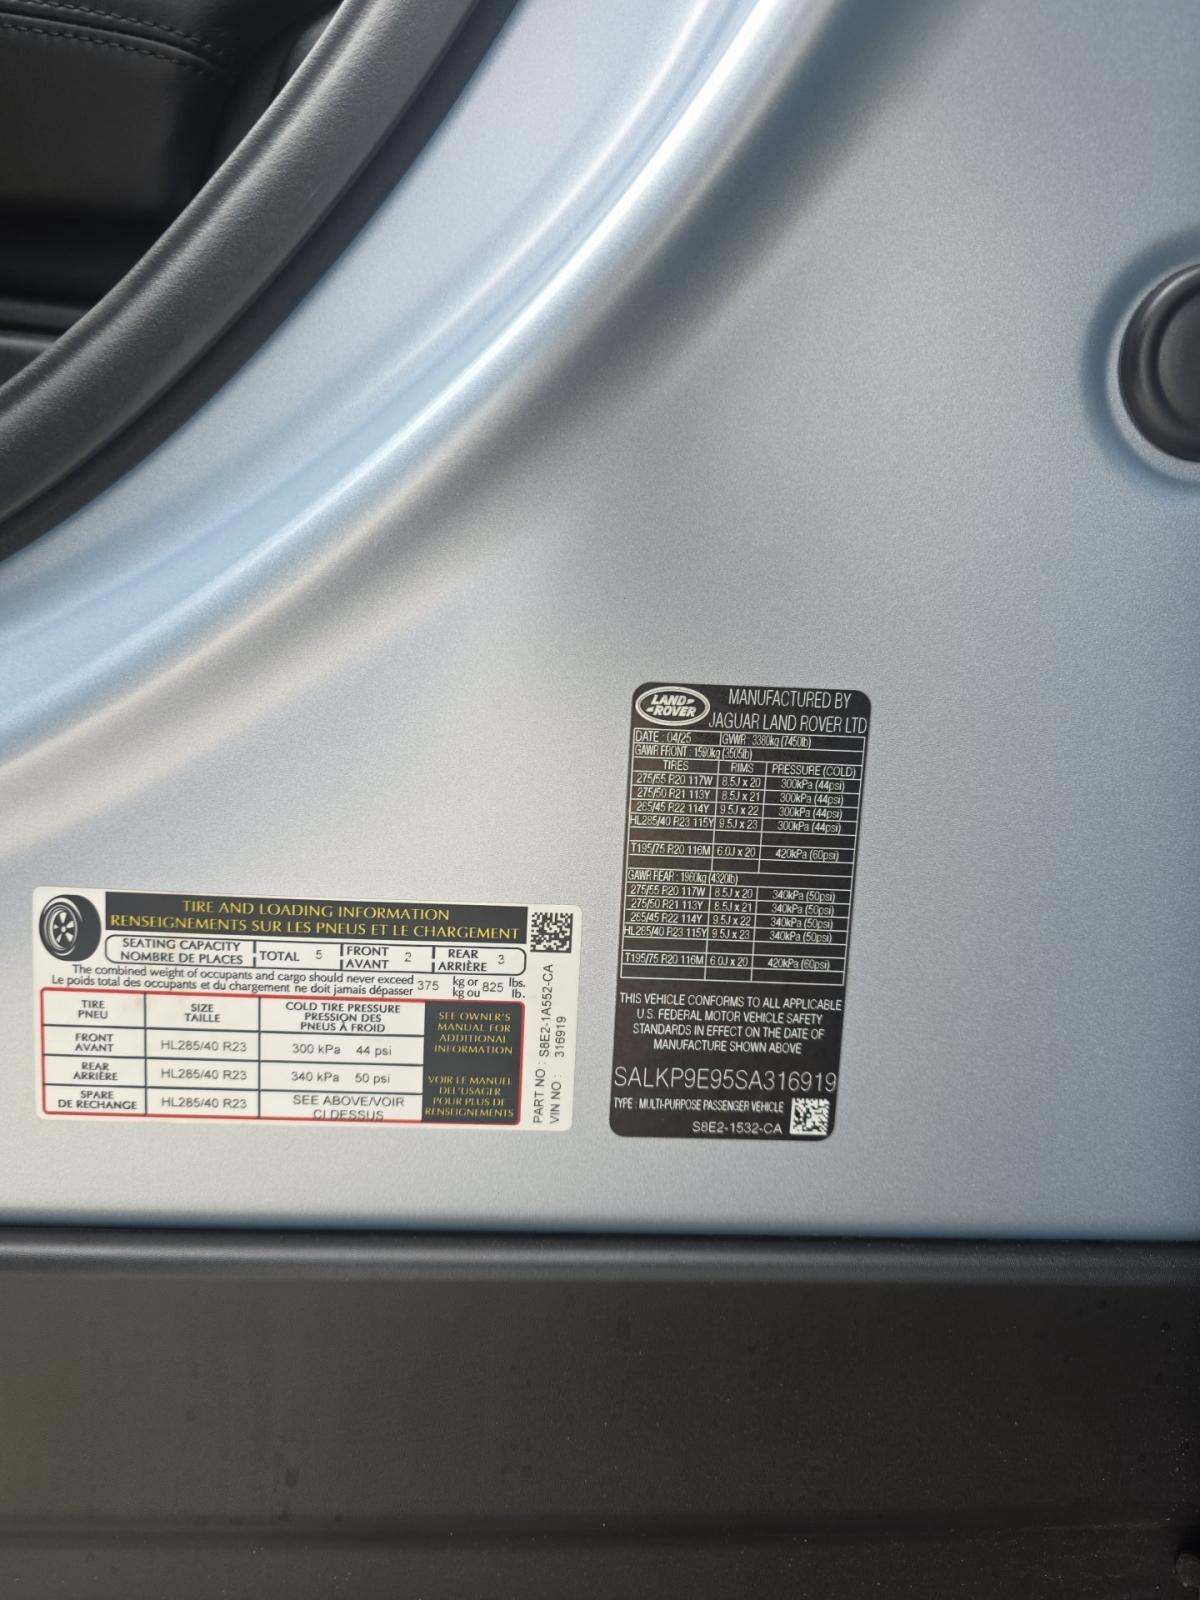 LAND-
-ROVER
MANUFACTURED BY
JAGUAR LAND ROVER LTD
DATE : 04/25 GVWR : 3380kg (7450lb)
GAWR FRONT : 1590kg (3505lb)
TIRES RIMS PRESSURE (COLD)
275/55 R20 117W 8.5J x 20 300kPa (44psi)
275/50 R21 113Y 8.5J x 21 300kPa (44psi)
285/45 R22 114Y 9.5J x 22 300kPa (44psi)
HL285/40 R23 115Y 9.5J x 23 300kPa (44psi)
T195/75 R20 116M 6.0J x 20 420kPa (60psi)
GAWR REAR : 1960kg (4320lb)
275/55 R20 117W 8.5J x 20 340kPa (50psi)
275/50 R21 113Y 8.5J x 21 340kPa (50psi)
285/45 R22 114Y 9.5J x 22 340kPa (50psi)
HL285/40 R23 115Y 9.5J x 23 340kPa (50psi)
T195/75 R20 116M 6.0J x 20 420kPa (60psi)
THIS VEHICLE CONFORMS TO ALL APPLICABLE
U.S. FEDERAL MOTOR VEHICLE SAFETY
STANDARDS IN EFFECT ON THE DATE OF
MANUFACTURE SHOWN ABOVE
SALKP9E95SA316919
TYPE : MULTI-PURPOSE PASSENGER VEHICLE
S8E2-1532-CA
TIRE AND LOADING INFORMATION
RENSEIGNEMENTS SUR LES PNEUS ET LE CHARGEMENT
SEATING CAPACITY
NOMBRE DE PLACES
TOTAL 5
FRONT
AVANT 2
REAR
ARRIÈRE 3
The combined weight of occupants and cargo should never exceed 375 kg or 825 lbs.
Le poids total des occupants et du chargement ne doit jamais dépasser kg ou lb.
TIRE
PNEU
SIZE
TAILLE
COLD TIRE PRESSURE
PRESSION DES
PNEUS À FROID
FRONT
AVANT
HL285/40 R23 300 kPa 44 psi
REAR
ARRIÈRE
HL285/40 R23 340 kPa 50 psi
SPARE
DE RECHANGE
HL285/40 R23
SEE ABOVE/VOIR
CI DESSUS
SEE OWNER'S
MANUAL FOR
ADDITIONAL
INFORMATION
VOIR LE MANUEL
DEL'USAGER
POUR PLUS DE
RENSEIGNEMENTS
PART NO : S8E2-1A552-CA
VIN NO : 316919